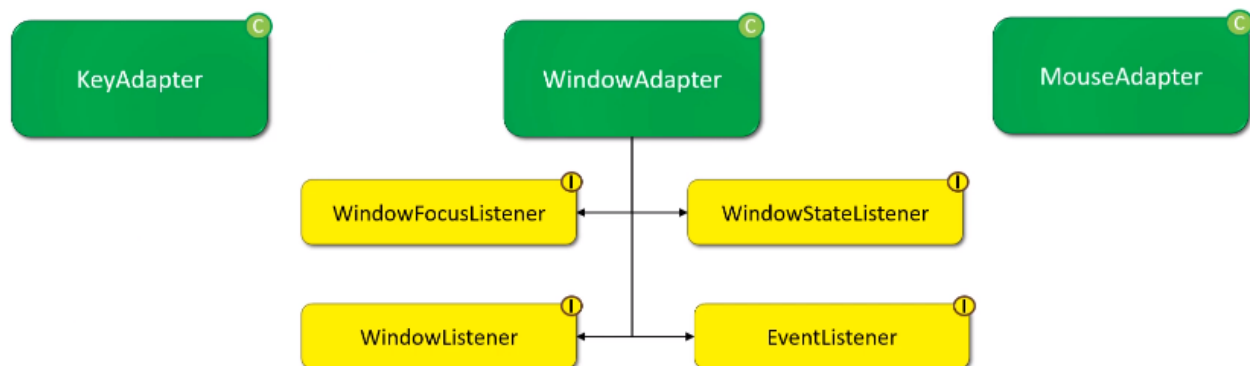 C
C
C
KeyAdapter
WindowAdapter
MouseAdapter
I
I
WindowFocusListener
WindowStateListener
I
I
WindowListener
EventListener